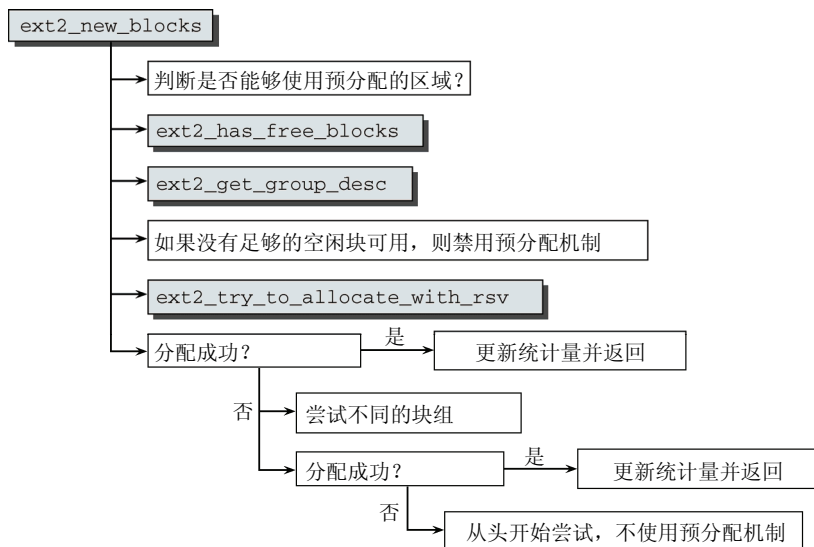 ext2_new_blocks
判断是否能够使用预分配的区域？
ext2_has_free_blocks
ext2_get_group_desc
如果没有足够的空闲块可用，则禁用预分配机制
ext2_try_to_allocate_with_rsv
分配成功？
是
更新统计量并返回
否
尝试不同的块组
分配成功？
是
更新统计量并返回
否
从头开始尝试，不使用预分配机制